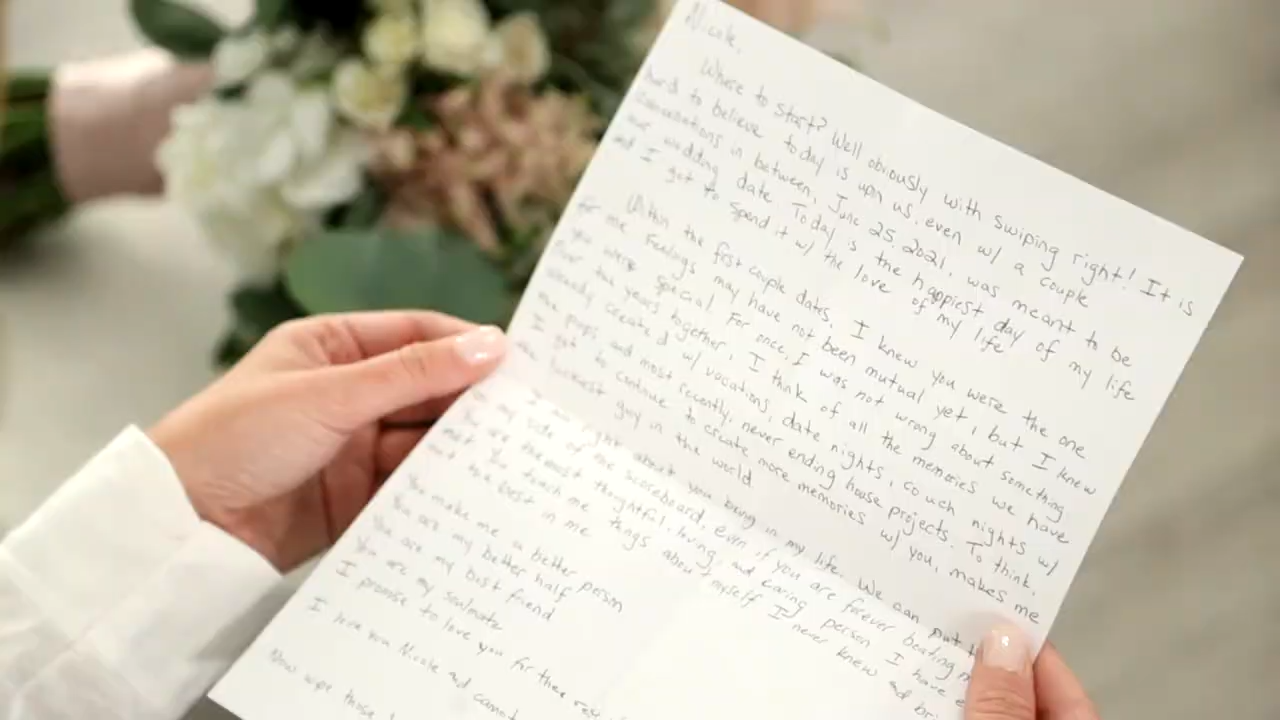 Nicole,
Where to start? Well obviously with swiping right! It is
hard to believe today is upon us, even w/ a couple
conversations in between, June 25, 2021, was meant to be
our wedding date. Today is the happiest day of my life
and I get to spend it w/ the love of my life
Within the first couple dates, I knew you were the one
for me. Feelings may have not been mutual yet, but I knew
you were special. For once, I was not wrong about something.
Over two years together, I think of all the memories we have
already created w/ vacations, date nights, couch nights w/
pups, and most recently, never ending house projects. To think,
I get to continue to create more memories w/ you, makes me
luckiest guy in the world
right about you being in my life. We can put
my side of the scoreboard, even if you are forever beating
You are the most thoughtful, loving, and caring person I have
met. You teach me things about myself I never knew and
the best in me
You make me a better person
You are my better half
You are my best friend
You are my soulmate
I promise to love you for the
I love you Nicole and cannot
Now wipe those